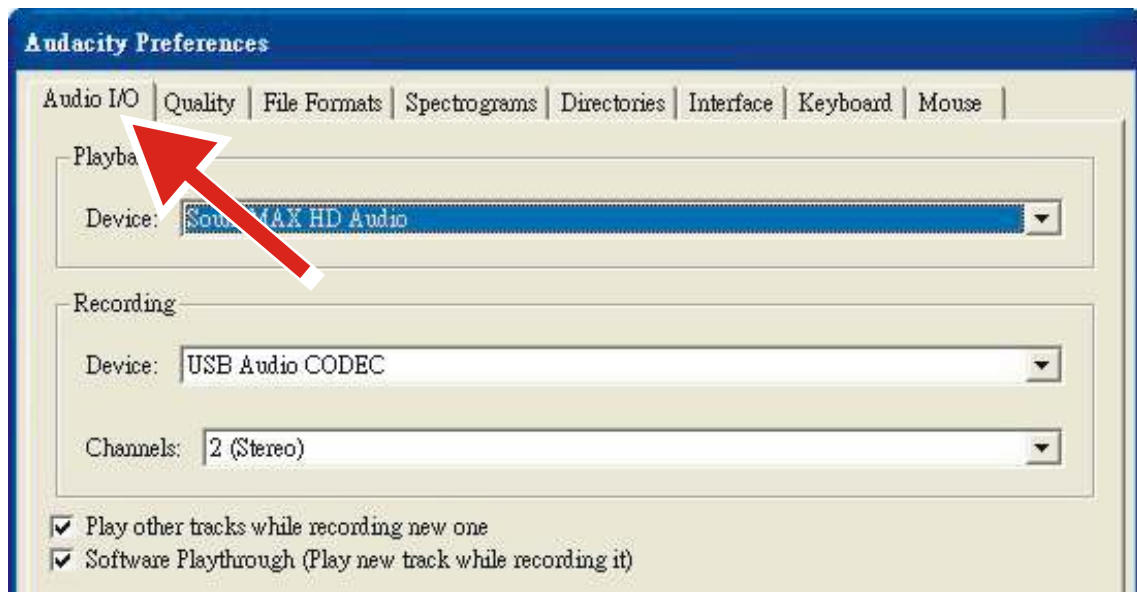 Audacity Preferences
Audio I/O Quality File Formats Spectrograms Directories Interface Keyboard Mouse
Device: MAX HD Audio
Recording
Device: USB Audio CODEC
Channels: 2 (Stereo)
Play other tracks while recording new one
Software Playthrough (Play new track while recording it)